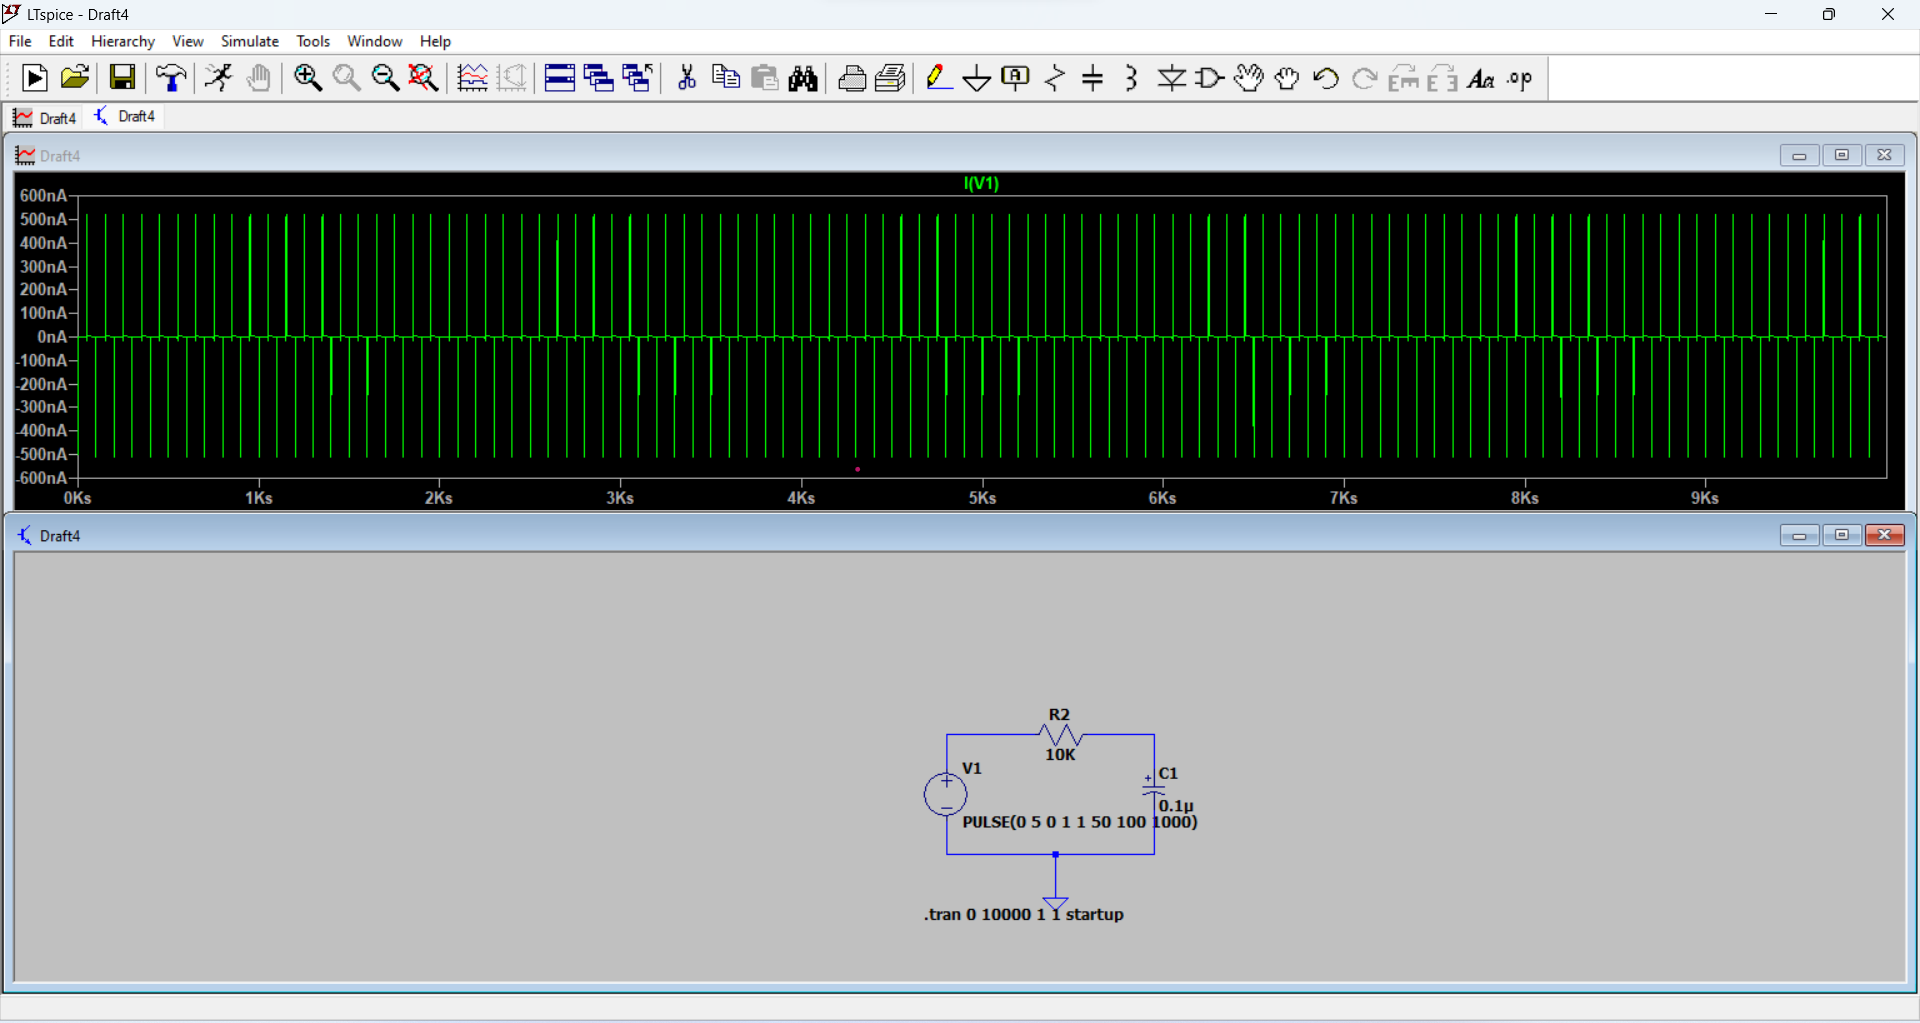 LTspice - Draft4
File Edit Hierarchy View Simulate Tools Window Help
A Aa .op
Draft4 Draft4
Draft4
I(V1)
600nA
500nA
400nA
300nA
200nA
100nA
0nA
-100nA
-200nA
-300nA
-400nA
-500nA
-600nA
0Ks 1Ks 2Ks 3Ks 4Ks 5Ks 6Ks 7Ks 8Ks 9Ks
Draft4
R2
10K
V1
C1
0.1µ
PULSE(0 5 0 1 1 50 100 1000)
.tran 0 10000 1 1 startup